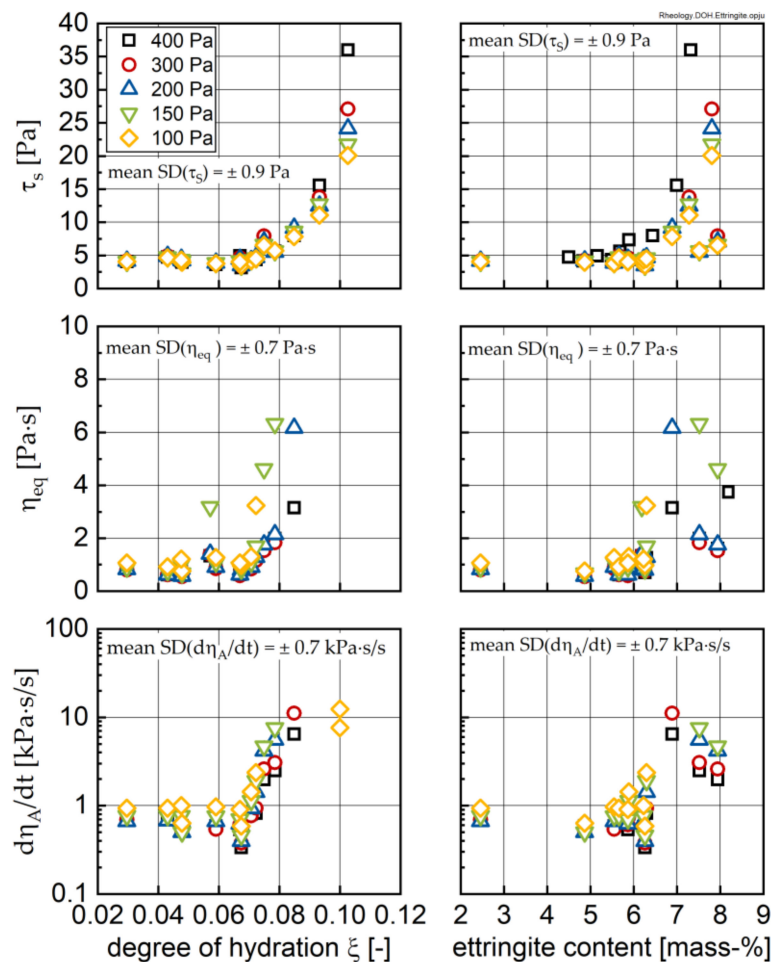 Rheology.DOH.Ettringite.opju
τs [Pa]
40
35
30
25
20
15
10
5
0
400 Pa
300 Pa
200 Pa
150 Pa
100 Pa
mean SD(τS) = ± 0.9 Pa
mean SD(τS) = ± 0.9 Pa
ηeq [Pa·s]
10
8
6
4
2
0
mean SD(ηeq) = ± 0.7 Pa·s
mean SD(ηeq) = ± 0.7 Pa·s
dηA/dt [kPa·s/s]
100
10
1
0.1
mean SD(dηA/dt) = ± 0.7 kPa·s/s
mean SD(dηA/dt) = ± 0.7 kPa·s/s
0.02 0.04 0.06 0.08 0.10 0.12
2 3 4 5 6 7 8 9
degree of hydration ξ [-]
ettringite content [mass-%]